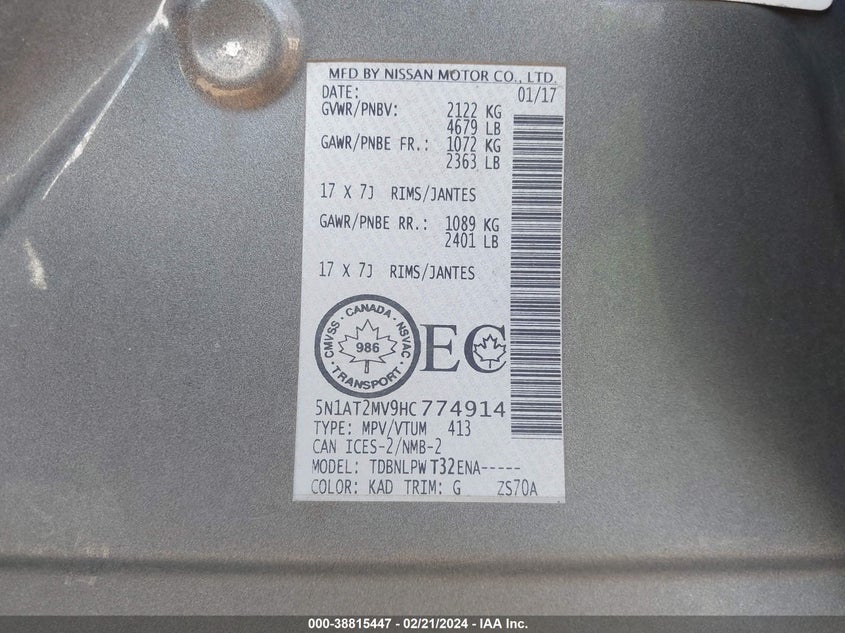 MFD BY NISSAN MOTOR CO., LTD.
DATE: 01/17
GVWR/PNBV: 2122 KG
4679 LB
GAWR/PNBE FR.: 1072 KG
2363 LB
17 X 7J RIMS/JANTES
GAWR/PNBE RR.: 1089 KG
2401 LB
17 X 7J RIMS/JANTES
CANADA · NSVAC · TRANSPORT · CMVSS ·
986
EC
5N1AT2MV9HC774914
TYPE: MPV/VTUM 413
CAN ICES-2/NMB-2
MODEL: TDBNLPW T32ENA-----
COLOR: KAD TRIM: G ZS70A
000-38815447 - 02/21/2024 - IAA Inc.